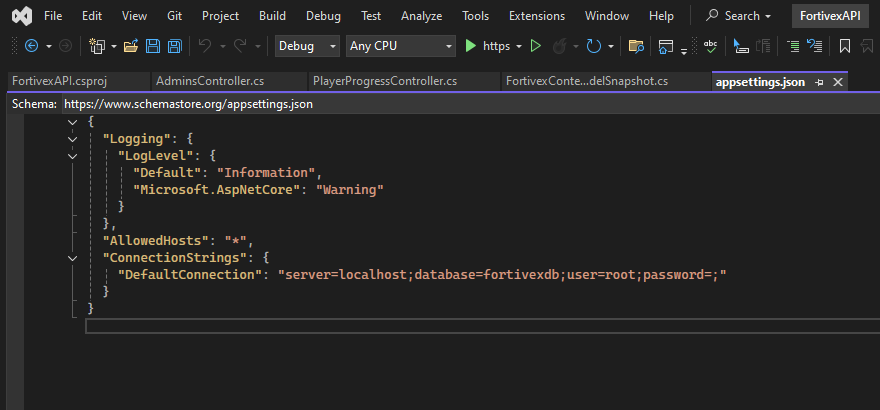 File Edit View Git Project Build Debug Test Analyze Tools Extensions Window Help Search FortivexAPI
Debug Any CPU https abc
FortivexAPI.csproj AdminsController.cs PlayerProgressController.cs FortivexConte...delSnapshot.cs appsettings.json
Schema: https://www.schemastore.org/appsettings.json
{
"Logging": {
"LogLevel": {
"Default": "Information",
"Microsoft.AspNetCore": "Warning"
}
},
"AllowedHosts": "*",
"ConnectionStrings": {
"DefaultConnection": "server=localhost;database=fortivexdb;user=root;password=;"
}
}